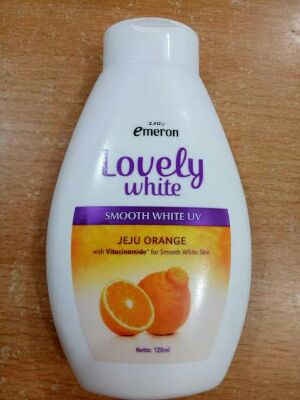 エメロン
emeron
Lovely
white
SMOOTH WHITE UV
JEJU ORANGE
with Vitacinamide* for Smooth White Skin
Netto: 120ml